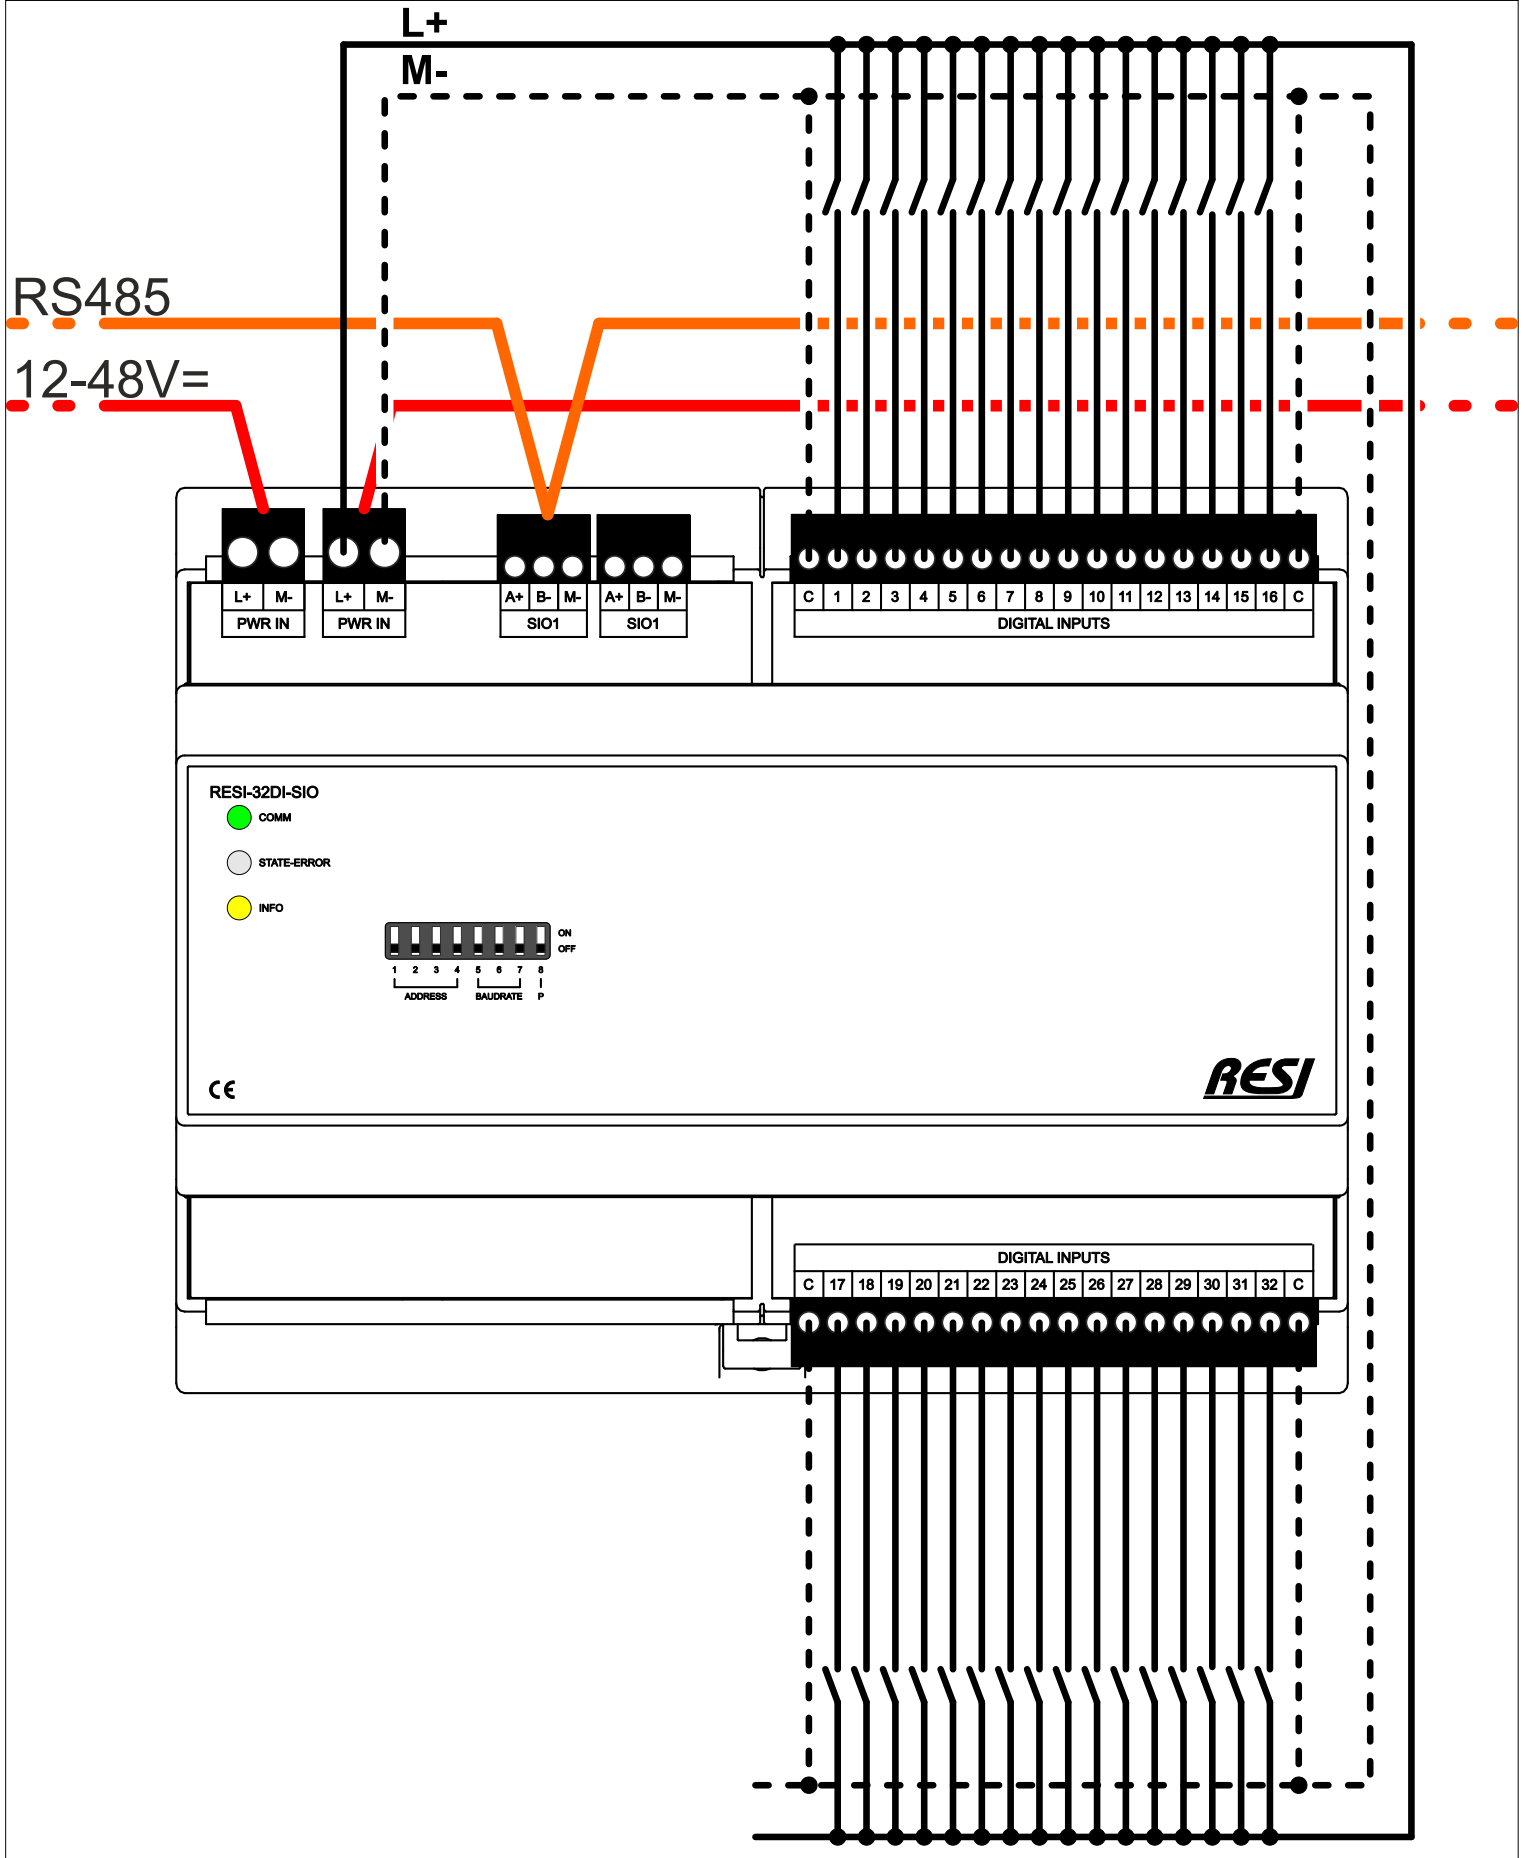 L+
M-
RS485
12-48V=
L+ M- L+ M- A+ B- M- A+ B- M- C 1 2 3 4 5 6 7 8 9 10 11 12 13 14 15 16 C
PWR IN PWR IN SIO1 SIO1 DIGITAL INPUTS
RESI-32DI-SIO
COMM
STATE-ERROR
INFO
ON
OFF
1 2 3 4 5 6 7 8
ADDRESS BAUDRATE P
CE RESI
DIGITAL INPUTS
C 17 18 19 20 21 22 23 24 25 26 27 28 29 30 31 32 C